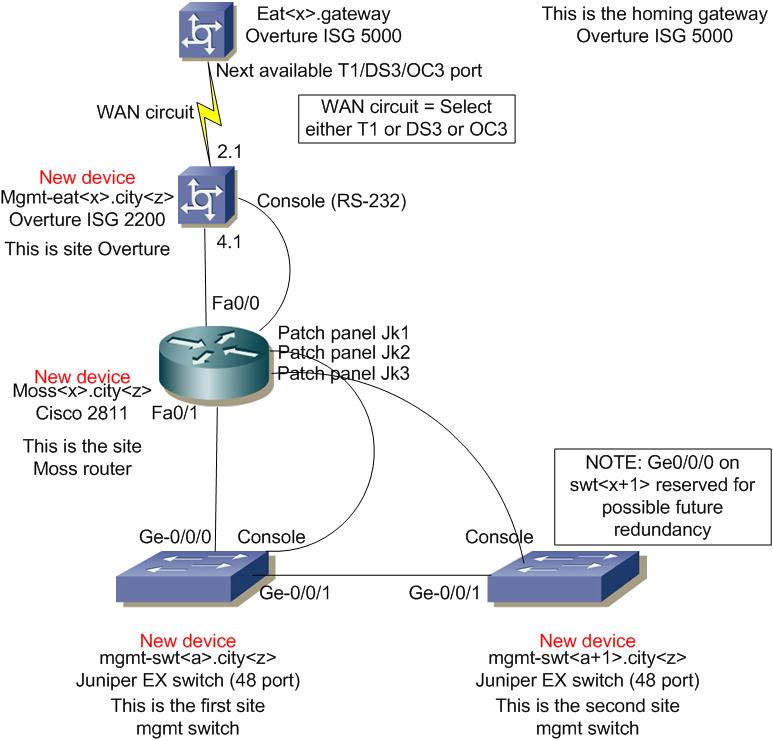 Eat<x>.gateway
Overture ISG 5000
This is the homing gateway
Overture ISG 5000
Next available T1/DS3/OC3 port
WAN circuit
WAN circuit = Select
either T1 or DS3 or OC3
2.1
New device
Mgmt-eat<x>.city<z>
Overture ISG 2200
This is site Overture
Console (RS-232)
4.1
Fa0/0
Patch panel Jk1
Patch panel Jk2
Patch panel Jk3
New device
Moss<x>.city<z>
Cisco 2811
Fa0/1
This is the site
Moss router
NOTE: Ge0/0/0 on
swt<x+1> reserved for
possible future
redundancy
Ge-0/0/0
Console
Console
Ge-0/0/1
Ge-0/0/1
New device
mgmt-swt<a>.city<z>
Juniper EX switch (48 port)
This is the first site
mgmt switch
New device
mgmt-swt<a+1>.city<z>
Juniper EX switch (48 port)
This is the second site
mgmt switch